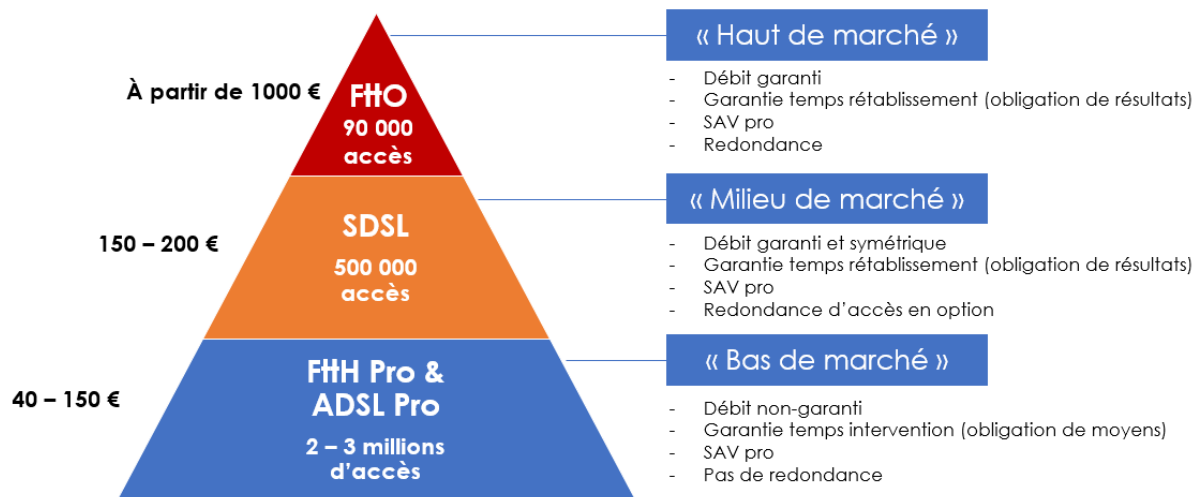 À partir de 1000 €
FttO
90 000
accès
« Haut de marché »
- Débit garanti
- Garantie temps rétablissement (obligation de résultats)
- SAV pro
- Redondance
150 – 200 €
SDSL
500 000
accès
« Milieu de marché »
- Débit garanti et symétrique
- Garantie temps rétablissement (obligation de résultats)
- SAV pro
- Redondance d’accès en option
40 – 150 €
FttH Pro &
ADSL Pro
2 – 3 millions
d’accès
« Bas de marché »
- Débit non-garanti
- Garantie temps intervention (obligation de moyens)
- SAV pro
- Pas de redondance